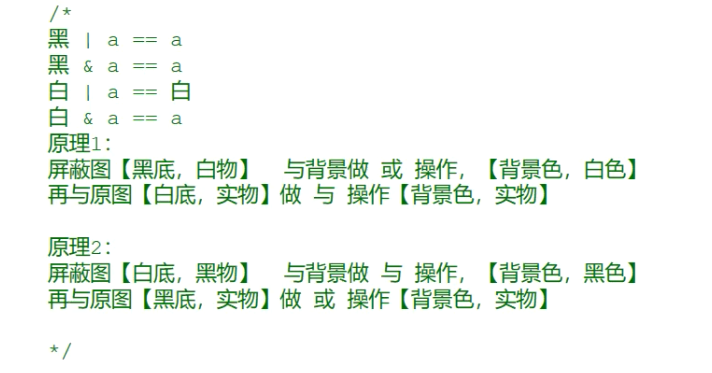 /*
黑 | a == a
黑 & a == a
白 | a == 白
白 & a == a
原理1:
屏蔽图【黑底，白物】  与背景做 或 操作，【背景色，白色】
再与原图【白底，实物】做 与 操作【背景色，实物】
原理2:
屏蔽图【白底，黑物】  与背景做 与 操作，【背景色，黑色】
再与原图【黑底，实物】做 或 操作【背景色，实物】
*/